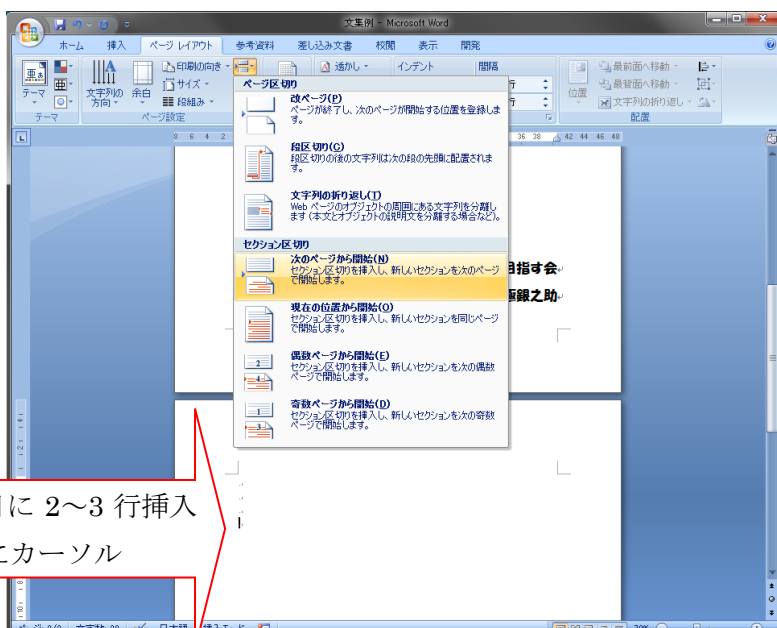 文集例 - Microsoft Word
ホーム 挿入 ページ レイアウト 参考資料 差し込み文書 校閲 表示 開発
印刷の向き 透かし インデント 間隔 最前面へ移動
テーマ 文字列の方向 余白 サイズ 位置 最背面へ移動
段組み 行 文字列の折り返し
テーマ ページ設定 配置
8 6 4 2 36 38 42 44 46 48
ページ区切り
改ページ(P)
ページが終了し、次のページが開始する位置を登録しま
す。
段区切り(C)
段区切りの後の文字列は次の段の先頭に配置されま
す。
文字列の折り返し(T)
Web ページのオブジェクトの周囲にある文字列を分離し
ます (本文とオブジェクトの説明文を分離する場合など)。
セクション区切り
次のページから開始(N)
セクション区切りを挿入し、新しいセクションを次のページ
で開始します。
現在の位置から開始(O)
セクション区切りを挿入し、新しいセクションを同じページ
で開始します。
偶数ページから開始(E)
セクション区切りを挿入し、新しいセクションを次の偶数
ページで開始します。
奇数ページから開始(D)
セクション区切りを挿入し、新しいセクションを次の奇数
ページで開始します。
目指す会
銀之助
に 2～3 行挿入
にカーソル